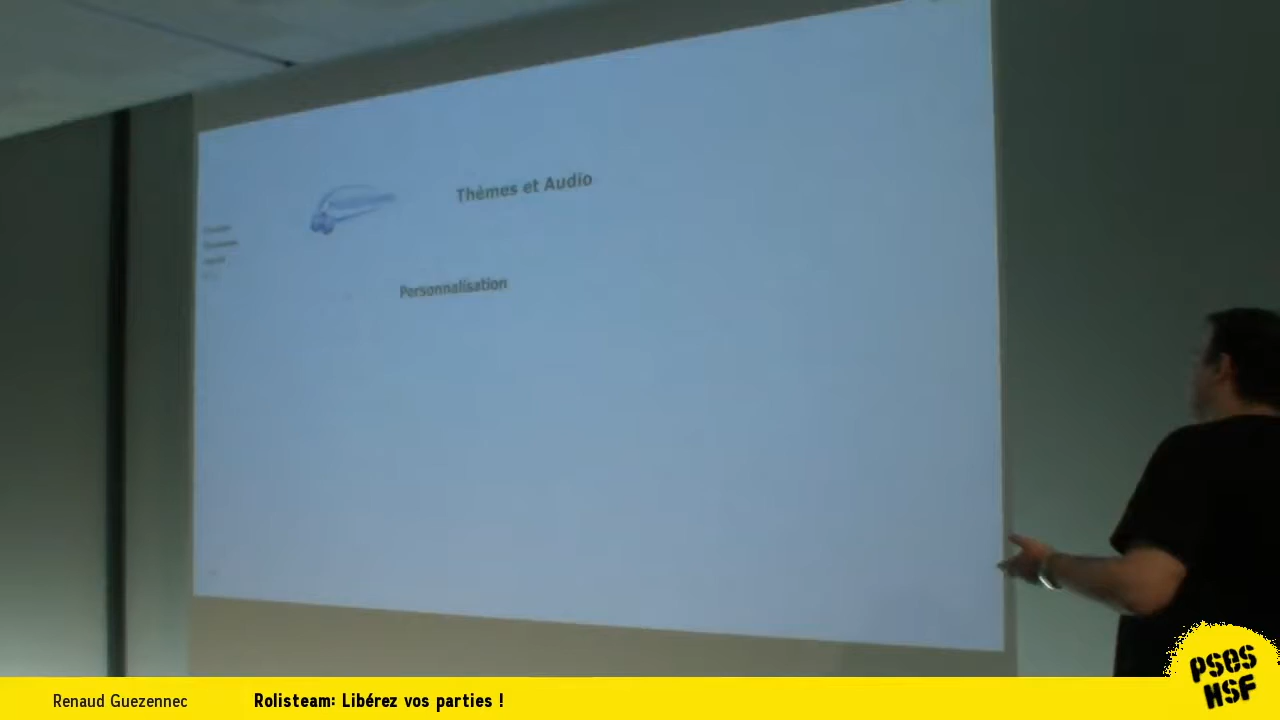 Thèmes et Audio
Personnalisation
Renaud Guezennec
Rolisteam: Libérez vos parties !
PSES
HSF